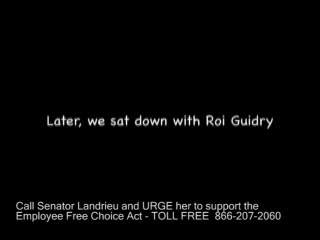 Later, we sat down with Roi Guidry
Call Senator Landrieu and URGE her to support the
Employee Free Choice Act - TOLL FREE  866-207-2060